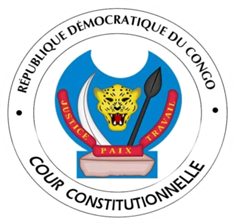 RÉPUBLIQUE DÉMOCRATIQUE DU CONGO
JUSTICE PAIX TRAVAIL
COUR CONSTITUTIONNELLE